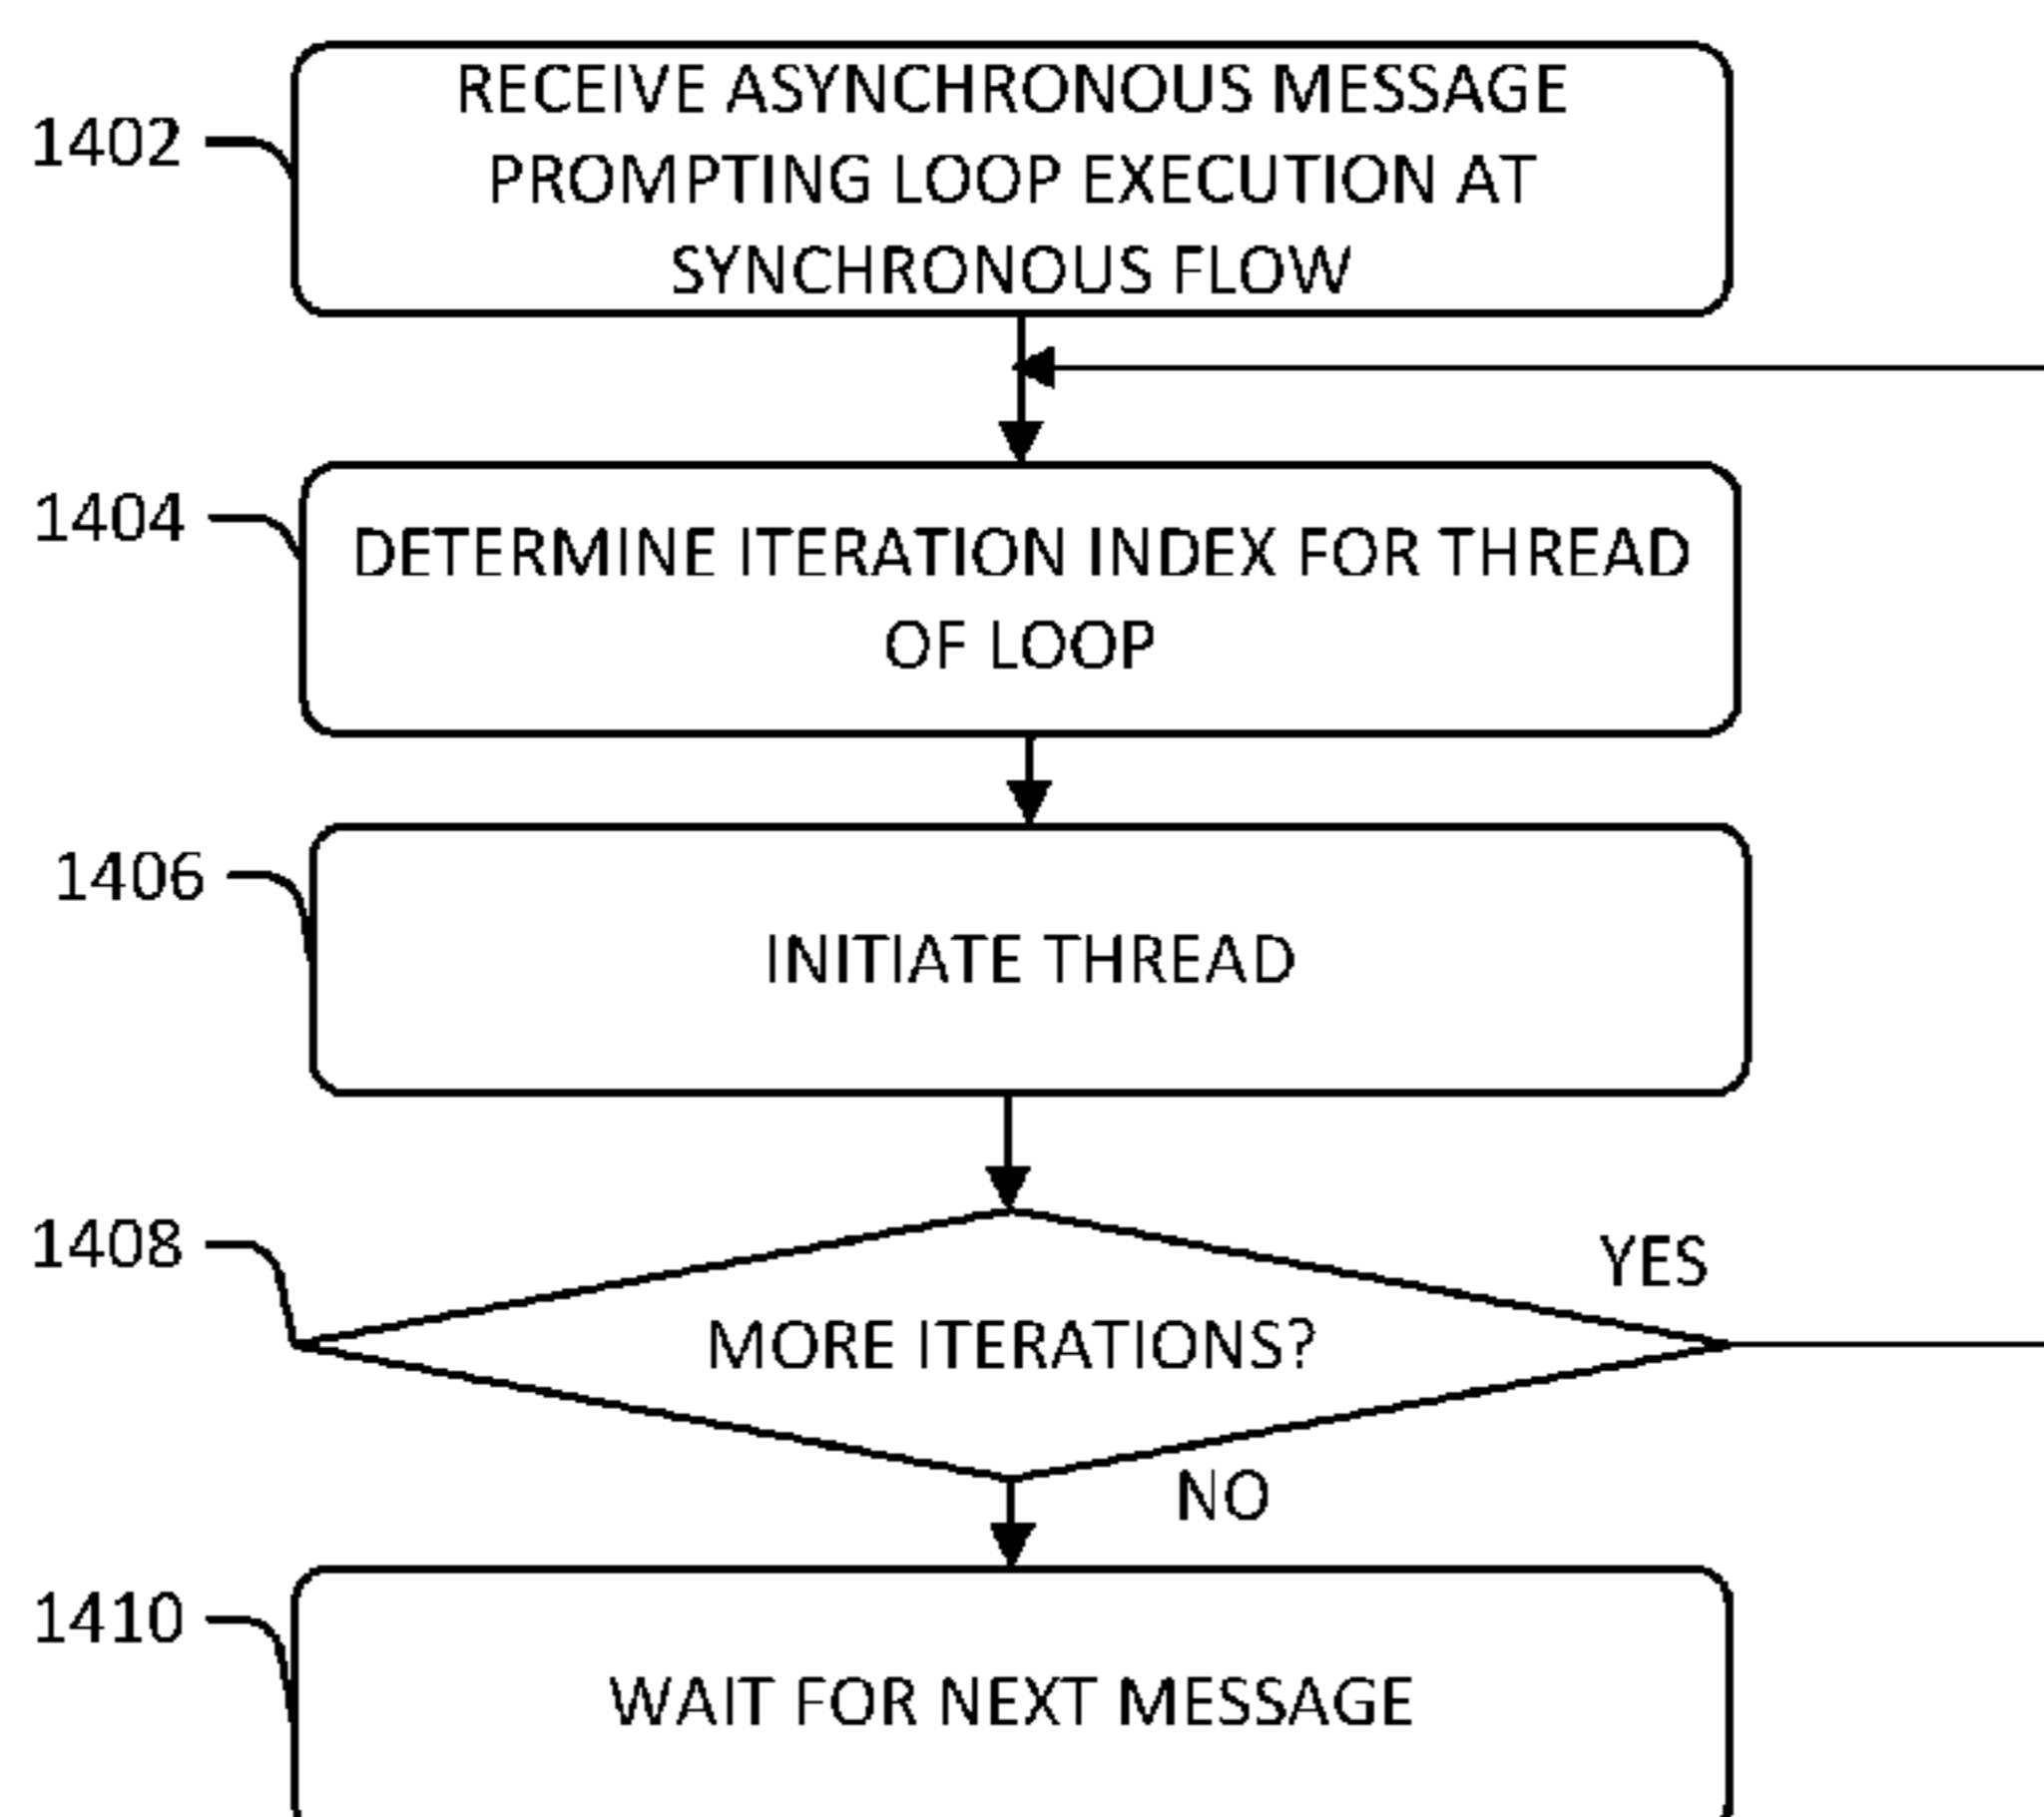 1402
RECEIVE ASYNCHRONOUS MESSAGE
PROMPTING LOOP EXECUTION AT
SYNCHRONOUS FLOW
1404
DETERMINE ITERATION INDEX FOR THREAD
OF LOOP
1406
INITIATE THREAD
1408
MORE ITERATIONS?
YES
NO
1410
WAIT FOR NEXT MESSAGE